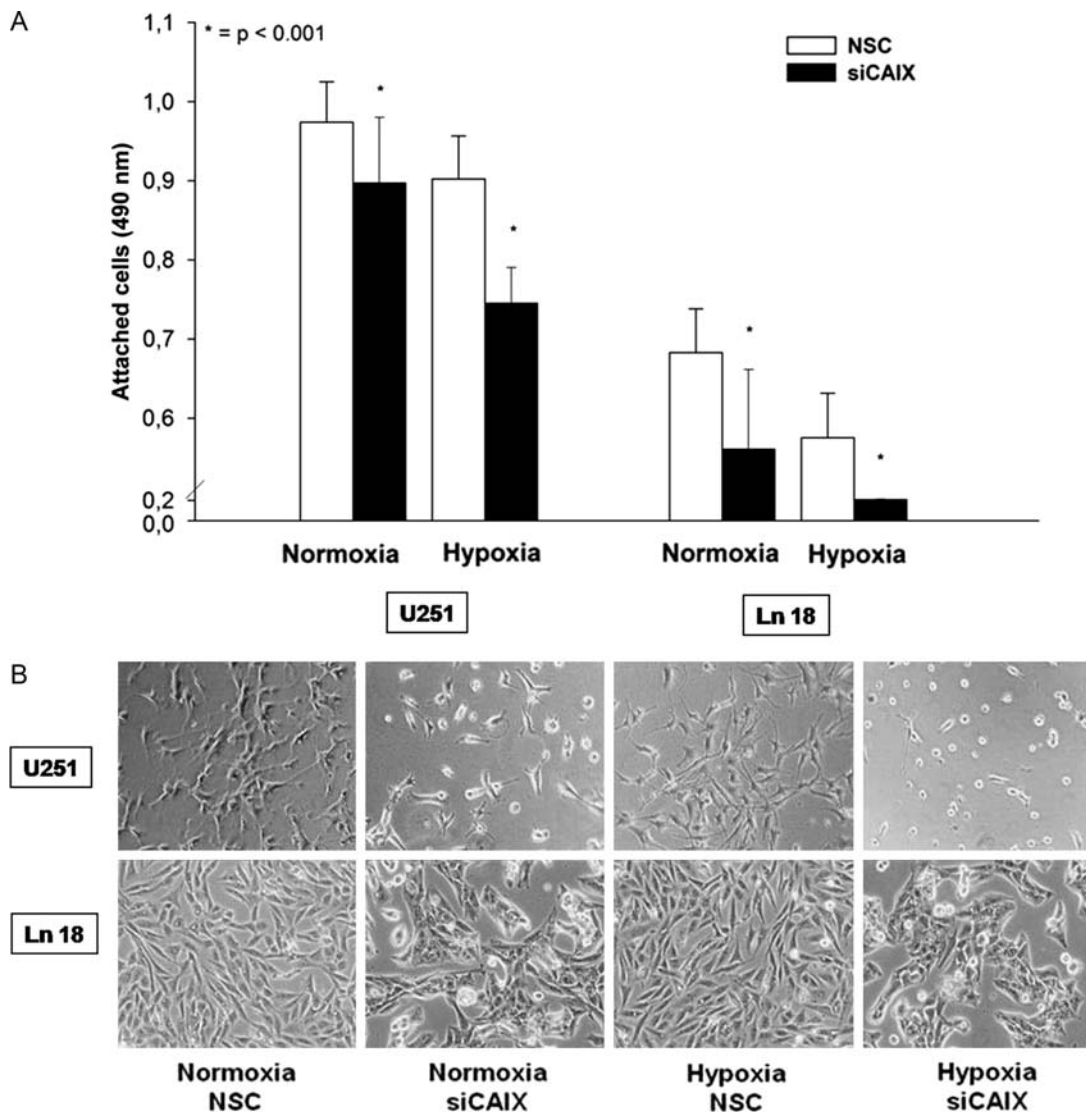 A
1,1
* = p < 0.001
NSC
siCAIX
1,0
*
0,9
*
0,8
*
0,7
0,6
*
0,2
0,0
Attached cells (490 nm)
Normoxia Hypoxia Normoxia Hypoxia
U251 Ln 18
B
U251
Ln 18
Normoxia NSC
Normoxia siCAIX
Hypoxia NSC
Hypoxia siCAIX